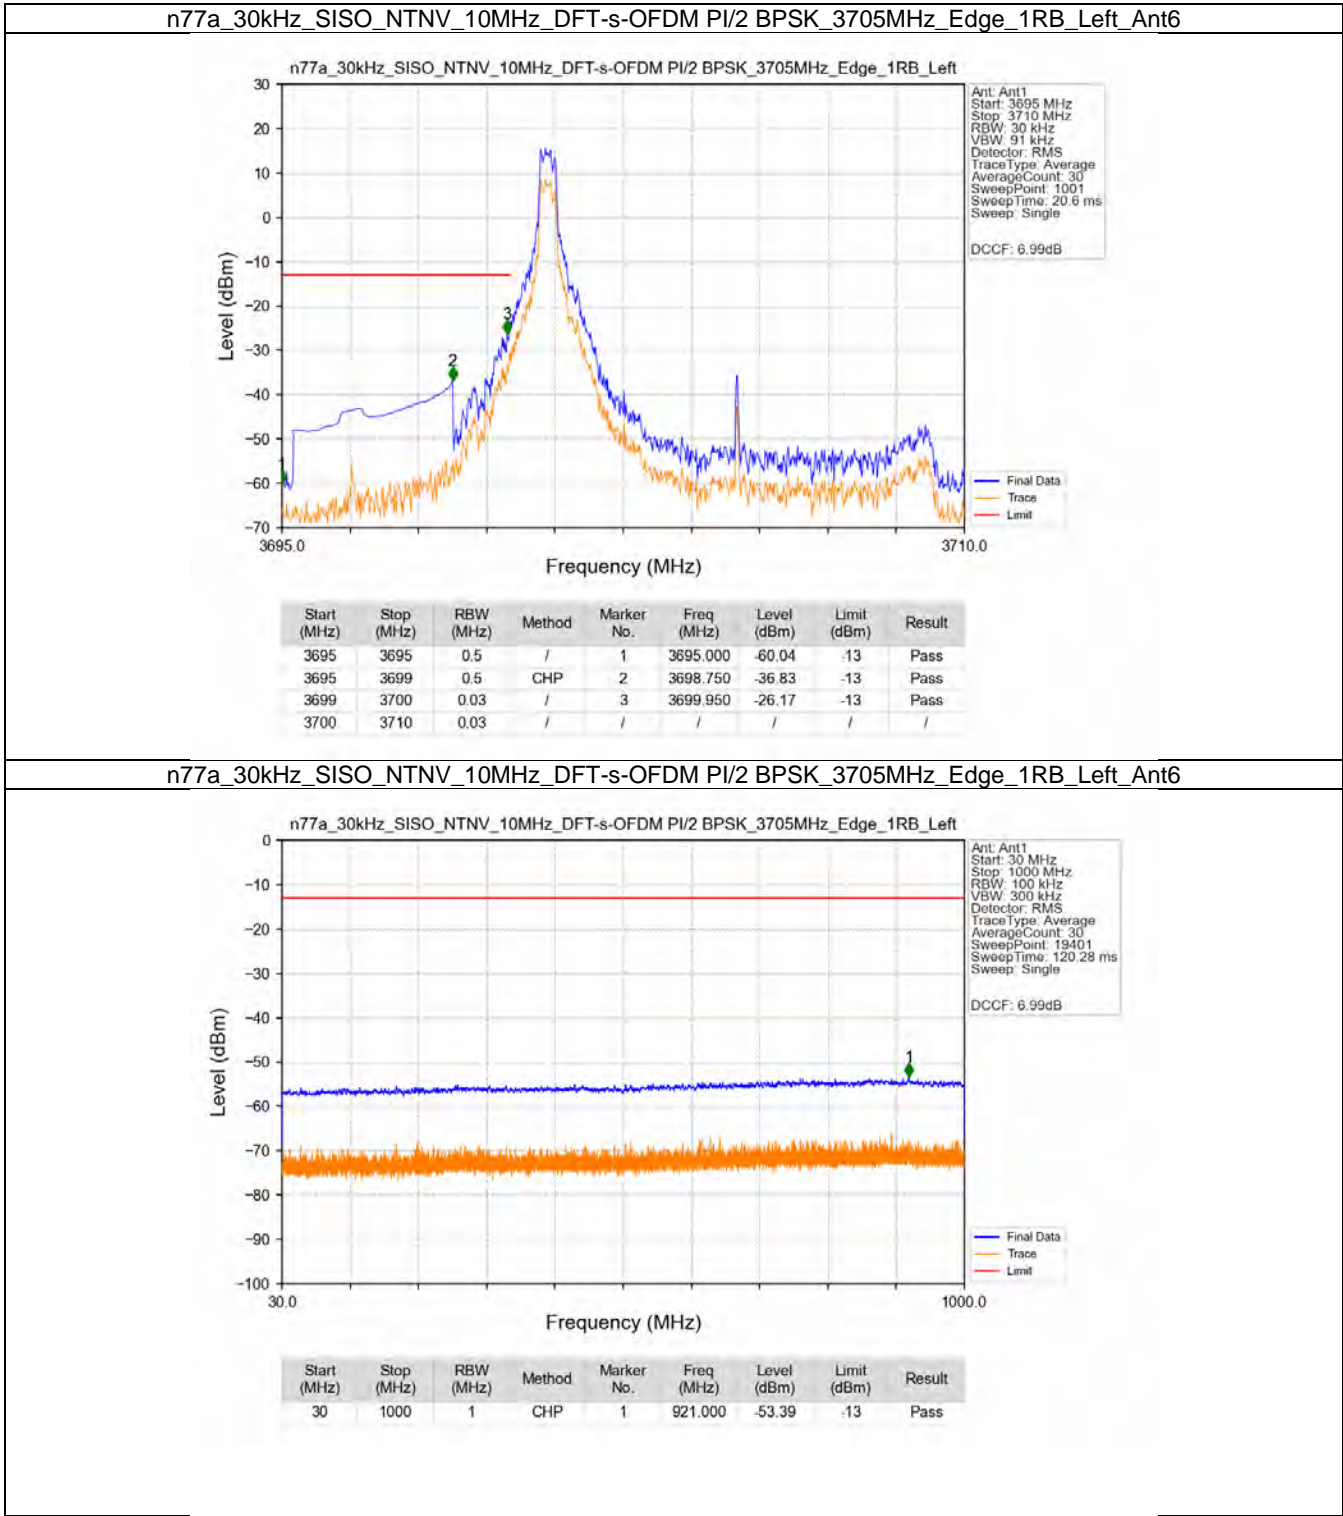 n77a_30kHz_SISO_NTNV_10MHz_DFT-s-OFDM PI/2 BPSK_3705MHz_Edge_1RB_Left_Ant6
n77a_30kHz_SISO_NTNV_10MHz_DFT-s-OFDM PI/2 BPSK_3705MHz_Edge_1RB_Left
30
20
10
0
−10
−20
−30
−40
−50
−60
−70
Level (dBm)
1
2
3
3695.0
3710.0
Frequency (MHz)
Ant: Ant1
Start: 3695 MHz
Stop: 3710 MHz
RBW: 30 kHz
VBW: 91 kHz
Detector: RMS
TraceType: Average
AverageCount: 30
SweepPoint: 1001
SweepTime: 20.6 ms
Sweep: Single
DCCF: 6.99dB
Final Data
Trace
Limit
Start (MHz) Stop (MHz) RBW (MHz) Method Marker No. Freq (MHz) Level (dBm) Limit (dBm) Result
3695 3695 0.5 / 1 3695.000 -60.04 -13 Pass
3695 3699 0.5 CHP 2 3698.750 -36.83 -13 Pass
3699 3700 0.03 / 3 3699.950 -26.17 -13 Pass
3700 3710 0.03 / / / / / /
n77a_30kHz_SISO_NTNV_10MHz_DFT-s-OFDM PI/2 BPSK_3705MHz_Edge_1RB_Left_Ant6
n77a_30kHz_SISO_NTNV_10MHz_DFT-s-OFDM PI/2 BPSK_3705MHz_Edge_1RB_Left
0
−10
−20
−30
−40
−50
−60
−70
−80
−90
−100
Level (dBm)
1
30.0
1000.0
Frequency (MHz)
Ant: Ant1
Start: 30 MHz
Stop: 1000 MHz
RBW: 100 kHz
VBW: 300 kHz
Detector: RMS
TraceType: Average
AverageCount: 30
SweepPoint: 19401
SweepTime: 120.28 ms
Sweep: Single
DCCF: 6.99dB
Final Data
Trace
Limit
Start (MHz) Stop (MHz) RBW (MHz) Method Marker No. Freq (MHz) Level (dBm) Limit (dBm) Result
30 1000 1 CHP 1 921.000 -53.39 -13 Pass